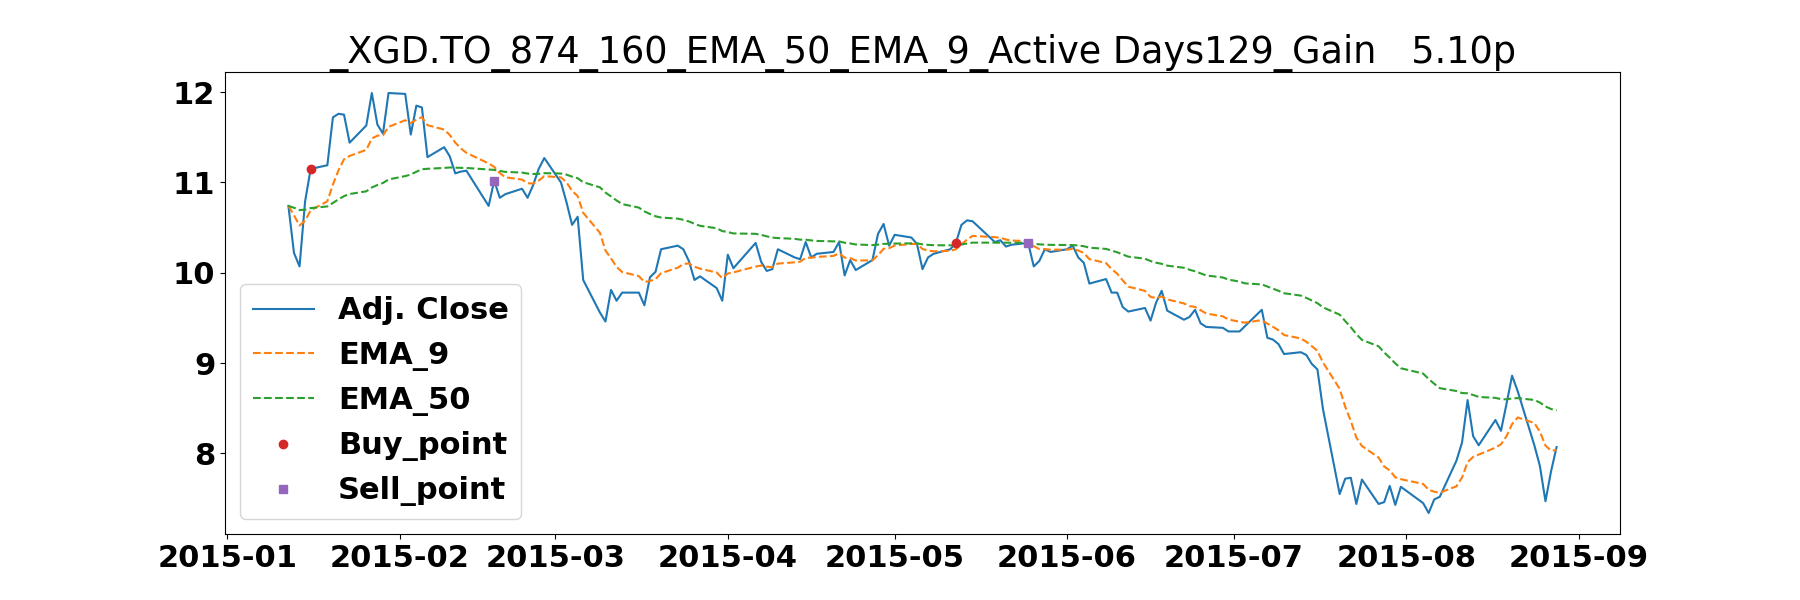 _XGD.TO_874_160_EMA_50_EMA_9_Active Days129_Gain   5.10p
12
11
10
9
8
Adj. Close
EMA_9
EMA_50
Buy_point
Sell_point
2015-01 2015-02 2015-03 2015-04 2015-05 2015-06 2015-07 2015-08 2015-09